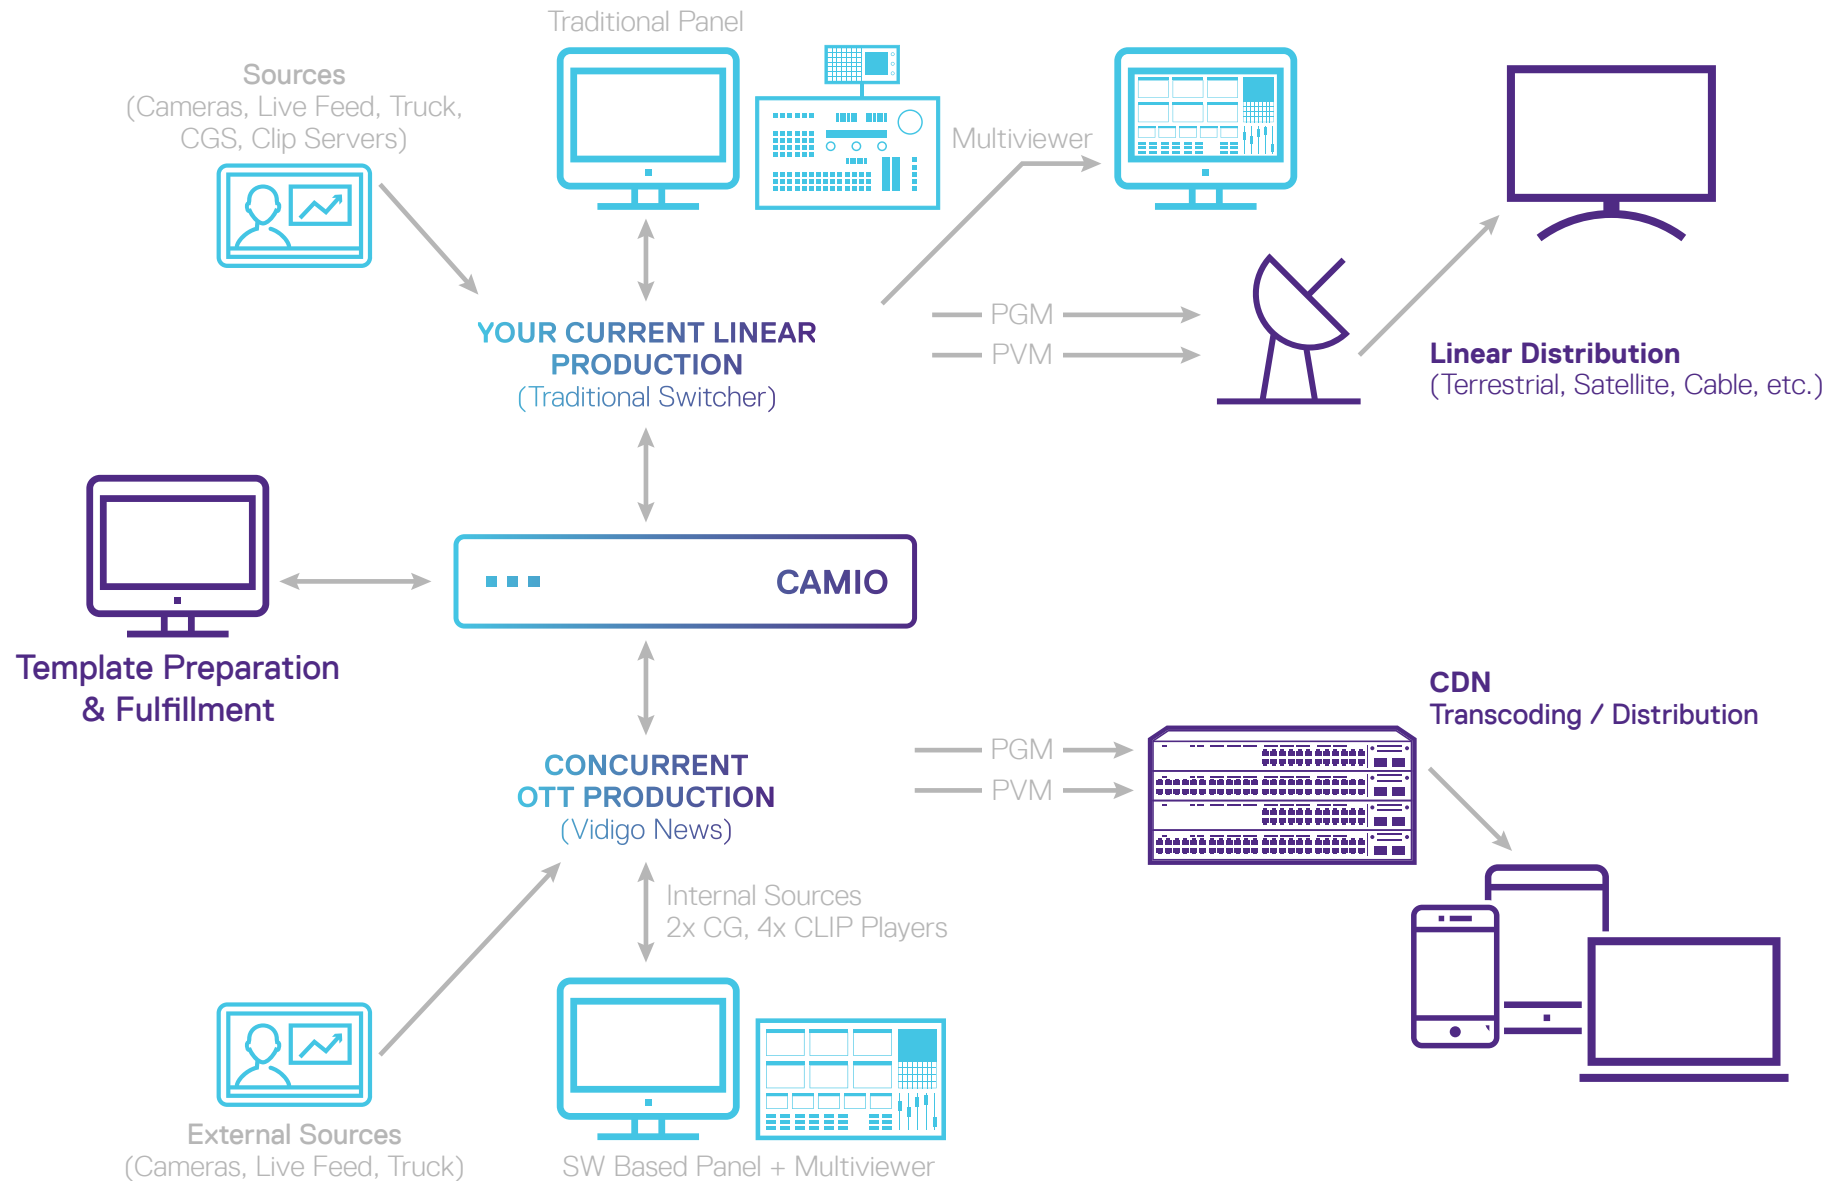 Traditional Panel
Sources
(Cameras, Live Feed, Truck,
CGS, Clip Servers)
Multiviewer
YOUR CURRENT LINEAR
PRODUCTION
(Traditional Switcher)
PGM
PVM
Linear Distribution
(Terrestrial, Satellite, Cable, etc.)
CAMIO
Template Preparation
& Fulfillment
CONCURRENT
OTT PRODUCTION
(Vidigo News)
PGM
PVM
CDN
Transcoding / Distribution
Internal Sources
2x CG, 4x CLIP Players
External Sources
(Cameras, Live Feed, Truck)
SW Based Panel + Multiviewer